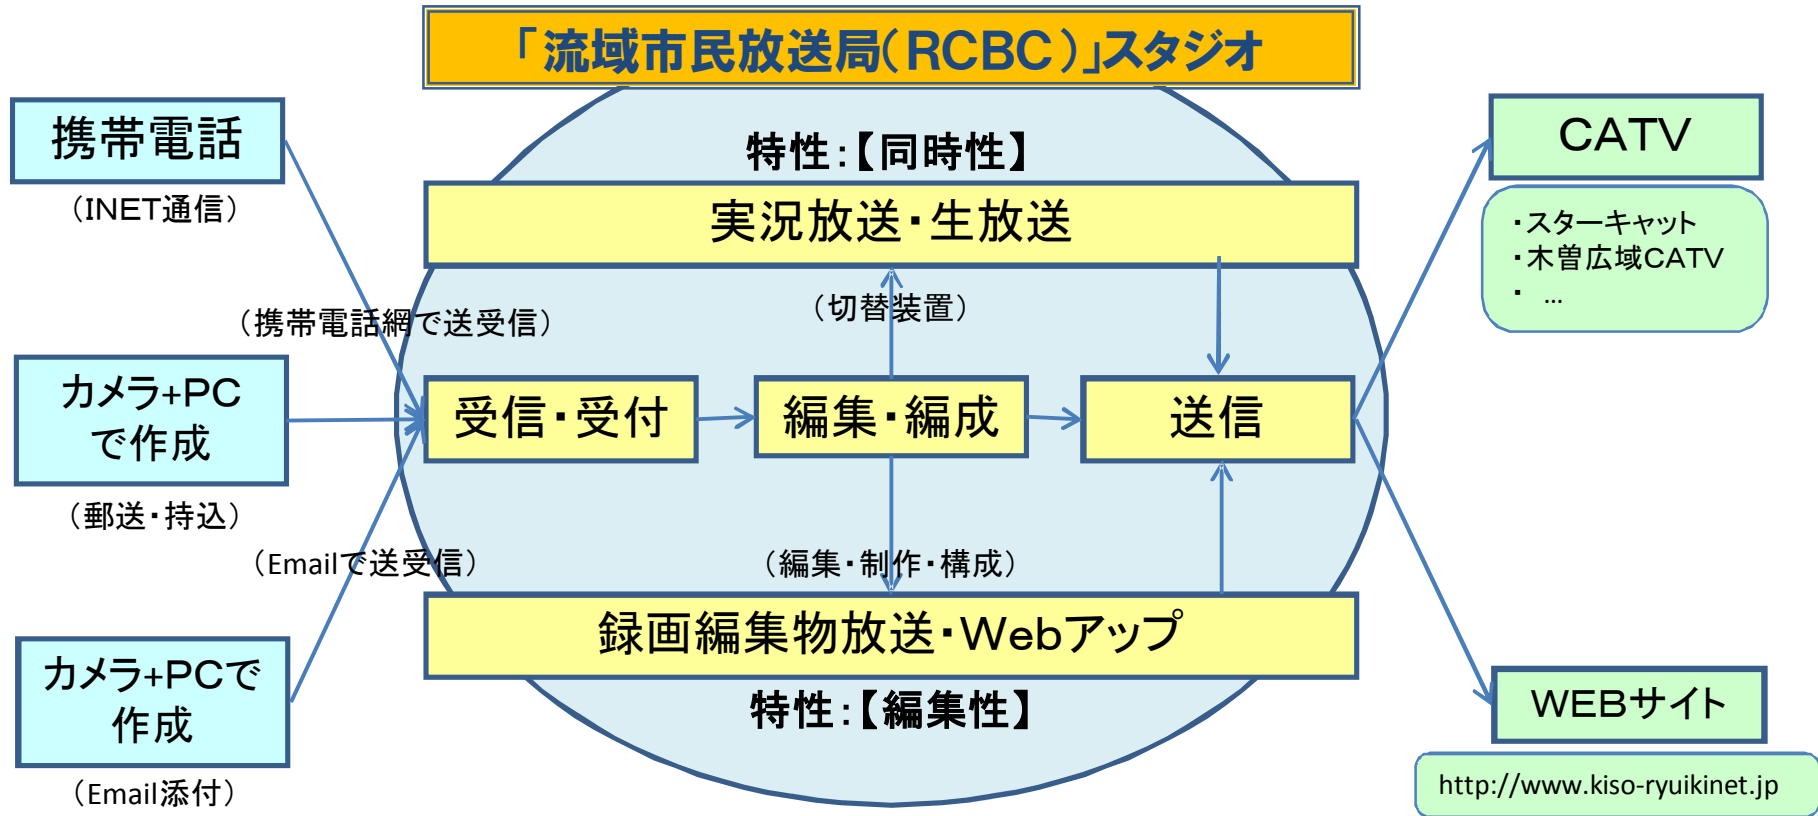 「流域市民放送局(RCBC)」スタジオ
携帯電話
(INET通信)
(携帯電話網で送受信)
カメラ+PC
で作成
(郵送・持込)
(Emailで送受信)
カメラ+PCで
作成
(Email添付)
特性:【同時性】
実況放送・生放送
(切替装置)
受信・受付
編集・編成
送信
(編集・制作・構成)
録画編集物放送・Webアップ
特性:【編集性】
CATV
・スターキャット
・木曽広域CATV
・ …
WEBサイト
http://www.kiso-ryuikinet.jp